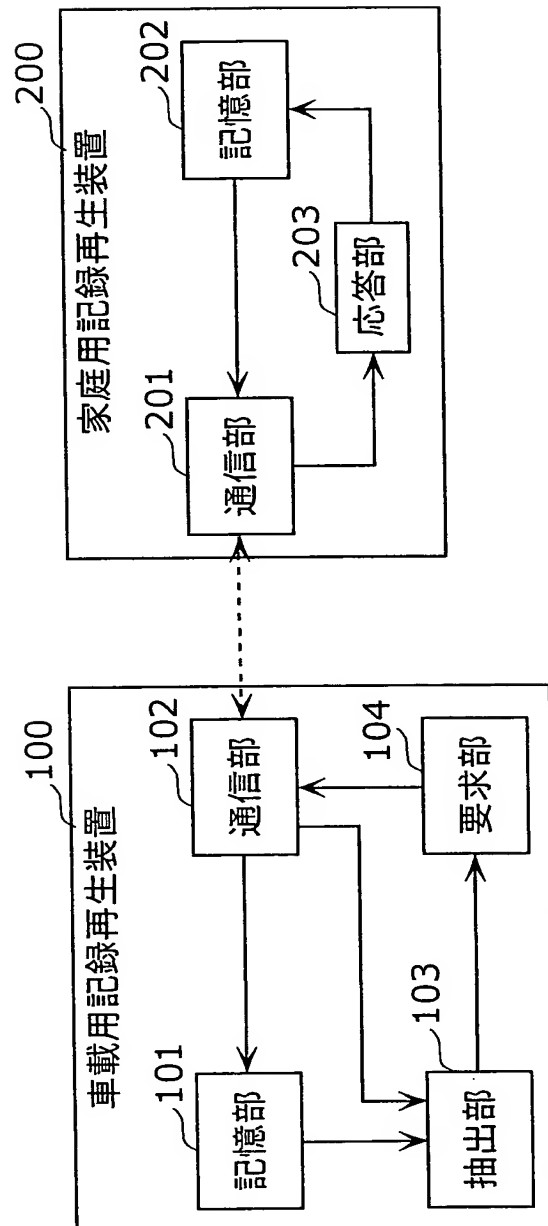 100
車載用記録再生装置
101
記憶部
102
通信部
103
抽出部
104
要求部
200
家庭用記録再生装置
201
通信部
202
記憶部
203
応答部